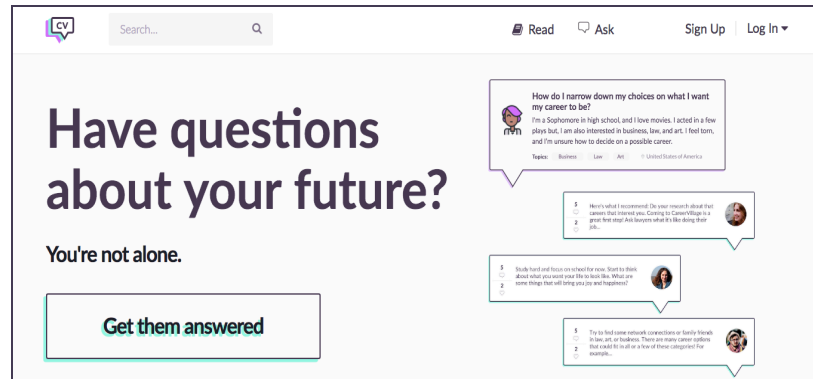 CV
Search...
Read
Ask
Sign Up
Log In
Have questions
about your future?
You're not alone.
Get them answered
How do I narrow down my choices on what I want
my career to be?
I'm a Sophomore in high school, and I love movies. I acted in a few
plays but, I am also interested in business, law, and art. I feel torn,
and I'm unsure how to decide on a possible career.
Topics: Business Law Art United States of America
5
2
Here's what I recommend: Do your research about that
careers that interest you. Coming to CareerVillage is a
great first step! Ask lawyers what it's like doing their
job...
5
2
Study hard and focus on school for now. Start to think
about what you want your life to look like. What are
some things that will bring you joy and happiness?
5
2
Try to find some network connections or family friends
in law, art, or business. There are many career options
that could fit in all or a few of these categories! For
example...